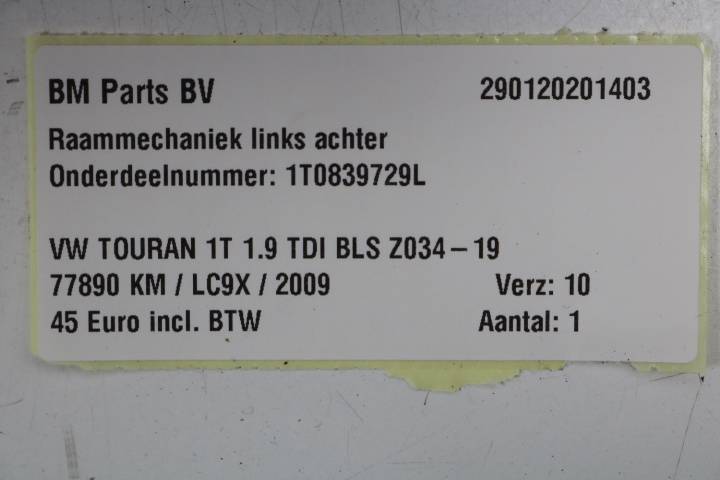 BM Parts BV 290120201403
Raammechaniek links achter
Onderdeelnummer: 1T0839729L
VW TOURAN 1T 1.9 TDI BLS Z034-19
77890 KM / LC9X / 2009 Verz: 10
45 Euro incl. BTW Aantal: 1